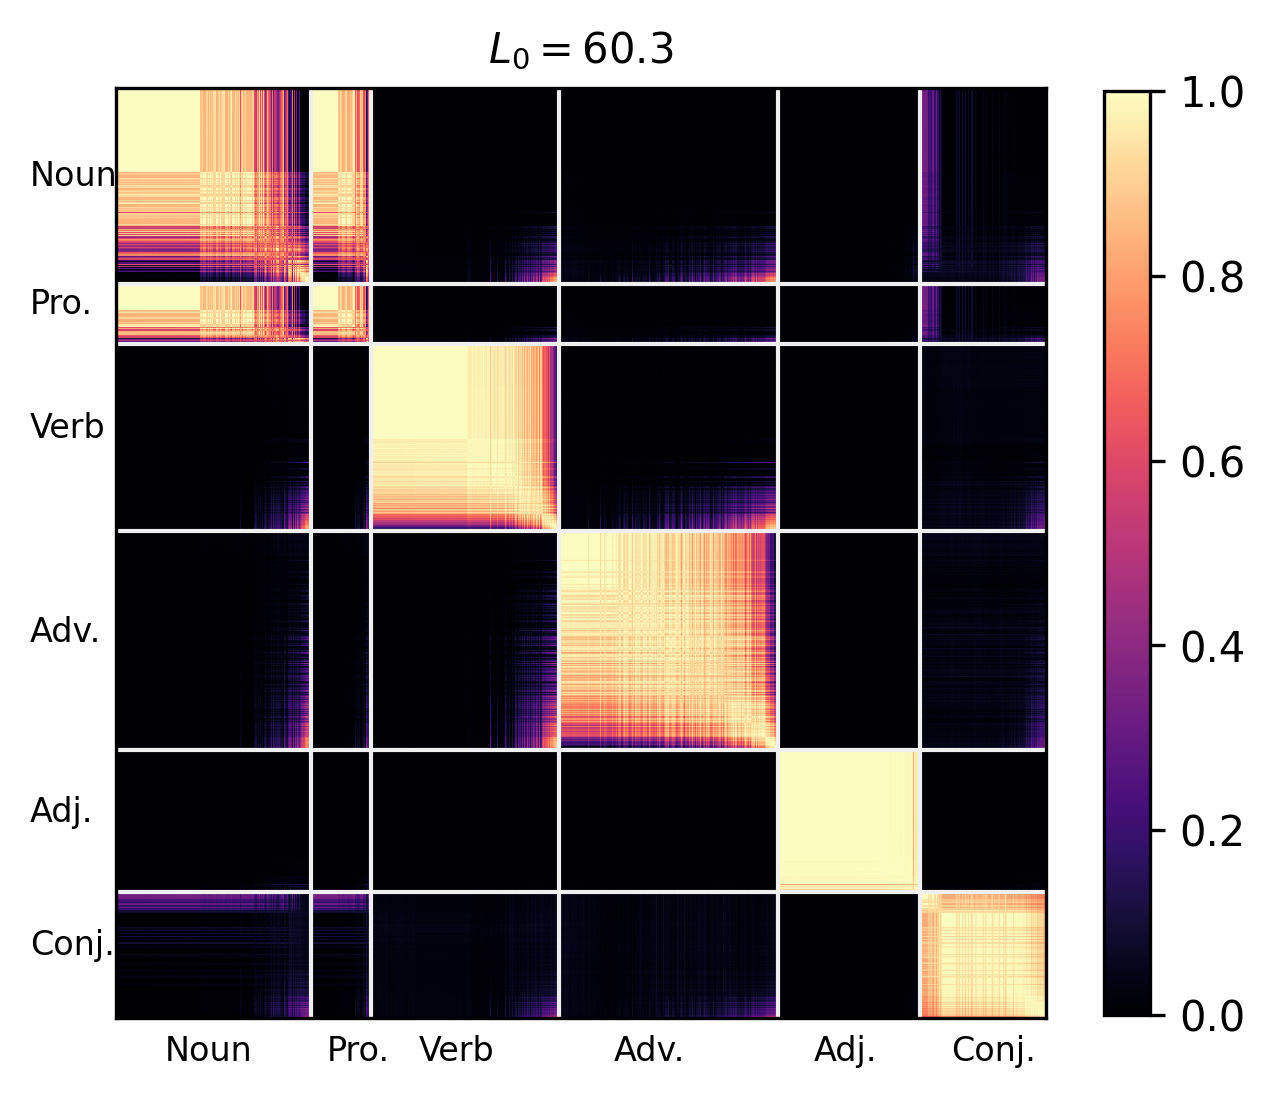 L₀ = 60.3
Noun
Pro.
Verb
Adv.
Adj.
Conj.
Noun Pro. Verb Adv. Adj. Conj.
1.0
0.8
0.6
0.4
0.2
0.0